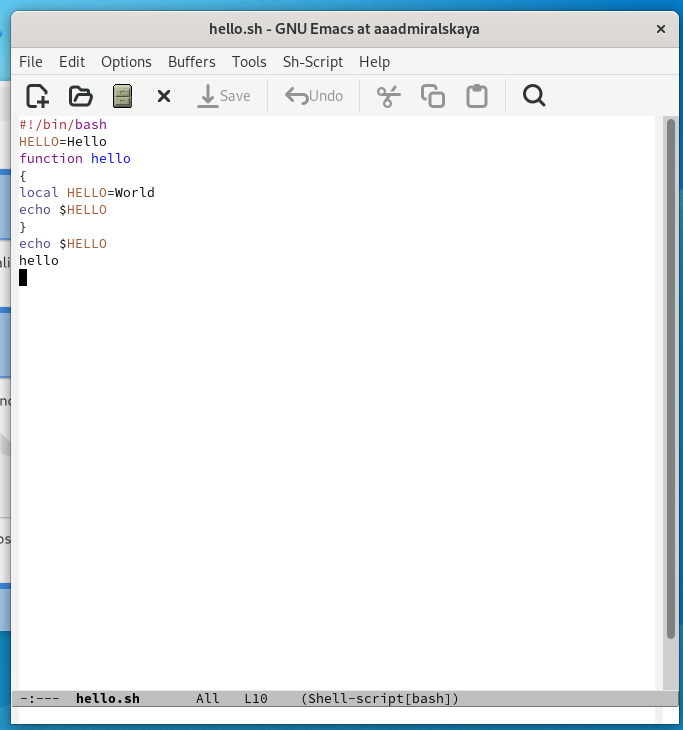 hello.sh - GNU Emacs at aaadmiralskaya
File Edit Options Buffers Tools Sh-Script Help
Save Undo
#!/bin/bash
HELLO=Hello
function hello
{
local HELLO=World
echo $HELLO
}
echo $HELLO
hello
-:--- hello.sh All L10 (Shell-script[bash])